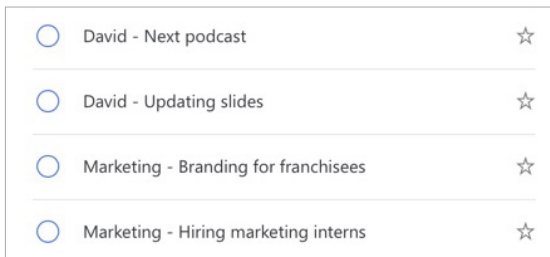 David - Next podcast
David - Updating slides
Marketing - Branding for franchisees
Marketing - Hiring marketing interns